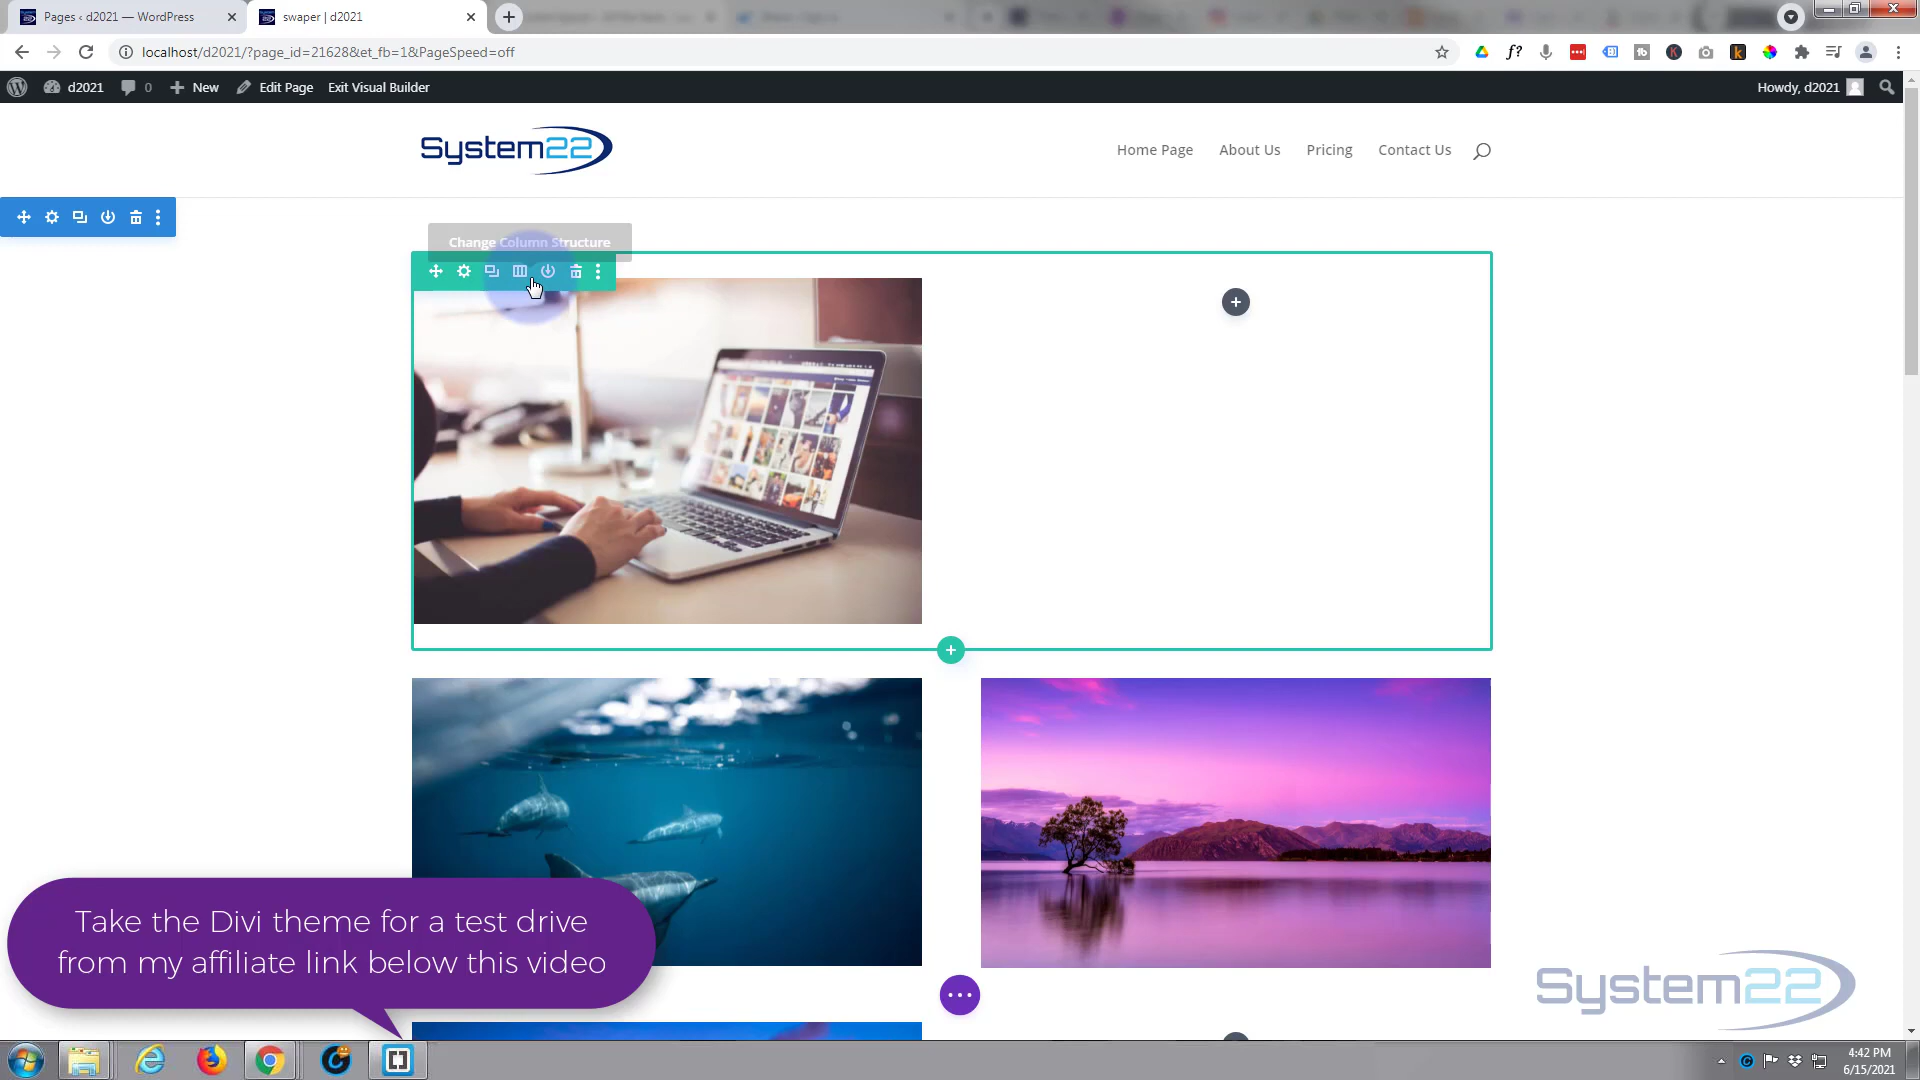 Pages ‹ d2021 — WordPress
swaper | d2021
localhost/d2021/?page_id=21628&et_fb=1&PageSpeed=off
d2021
0
New
Edit Page
Exit Visual Builder
Howdy, d2021
System22
Home Page
About Us
Pricing
Contact Us
Change Column Structure
Take the Divi theme for a test drive
from my affiliate link below this video
System22
4:42 PM
6/15/2021